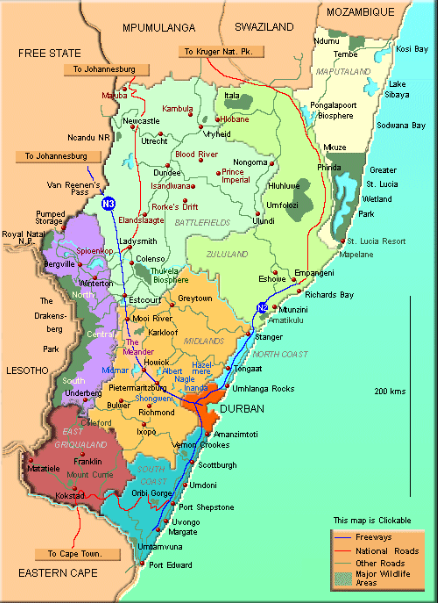 MOZAMBIQUE
SWAZILAND
MPUMULANGA
FREE STATE
To Kruger Nat. Pk.
To Johannesburg
Ndumu
Tembe
Kosi Bay
MAPUTALAND
Lake
Sibaya
Itala
Kambula
Hlobane
Newcastle
Utrecht
Vryheid
Pongalapoort
Biosphere
Sodwana Bay
Ncandu NR
Mkuze
To Johannesburg
Blood River
Nongoma
Phinda
Greater
St. Lucia
Wetland
Park
Dundee
Prince
Imperial
Van Reenen's
Pass
Isandlwana
Hluhluwe
Umfolozi
N3
Rorke's Drift
Elandslaagte
BATTLEFIELDS
Ulundi
Pumped
Storage
Royal Natal
N.P.
Spioenkop
Ladysmith
St. Lucia Resort
Mapelane
Bergville
Colenso
ZULULAND
Thukela
Biosphere
Winterton
Eshowe
Empangeni
North
Estcourt
Richards Bay
Greytown
N2
Mtunzini
Amatikulu
The
Drakens-
berg
Park
Mooi River
Karkloof
MIDLANDS
Stanger
Central
The
Meander
NORTH COAST
Midmar
Howick
Albert
Hazel
mere
Tongaat
LESOTHO
Nagle
Inanda
200 kms
South
Pietermaritzburg
Umhlanga Rocks
Underberg
Shongweni
Bulwer
Richmond
DURBAN
Coleford
EAST
GRIQUALAND
Ixopo
Amanzimtoti
Vernon Crookes
Franklin
Matatiele
Scottburgh
SOUTH
COAST
Mount Currie
Umdoni
Kokstad
Oribi Gorge
Port Shepstone
Uvongo
Margate
This map is Clickable
Freeways
National Roads
Other Roads
Major Wildlife
Areas
To Cape Town.
Umtamvuna
EASTERN CAPE
Port Edward